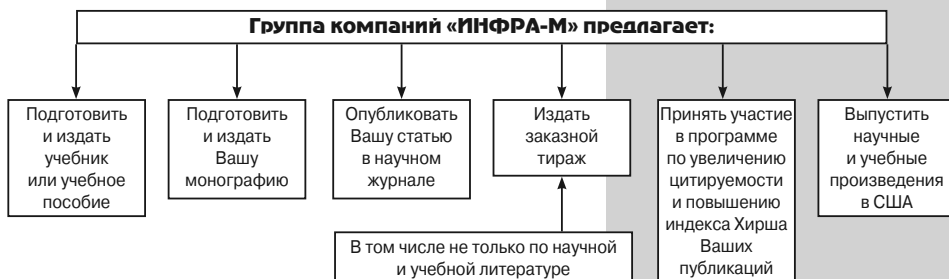 Группа компаний «ИНФРА-М» предлагает:
Подготовить
и издать
учебник
или учебное
пособие
Подготовить
и издать
Вашу
монографию
Опубликовать
Вашу статью
в научном
журнале
Издать
заказной
тираж
Принять участие
в программе
по увеличению
цитируемости
и повышению
индекса Хирша
Ваших
публикаций
Выпустить
научные
и учебные
произведения
в США
В том числе не только по научной
и учебной литературе